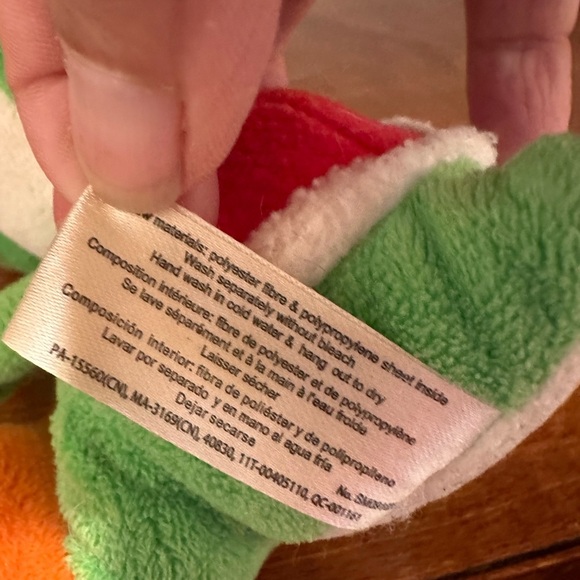 materials: polyester fibre & polypropylene sheet inside
Wash separately without bleach
Hand wash in cold water & hang out to dry
Composition intérieure: fibre de polyester et de polypropylène
Se lave séparément et à la main à l'eau froide.
Laisser sécher
Composición interior: fibra de poliéster y de polipropilene
Lavar por separado y en mano al agua fría
Dejar secarse
PA-15560(CN), MA-3169(CN), 40830, 11T-00405110, QC-001161
No.